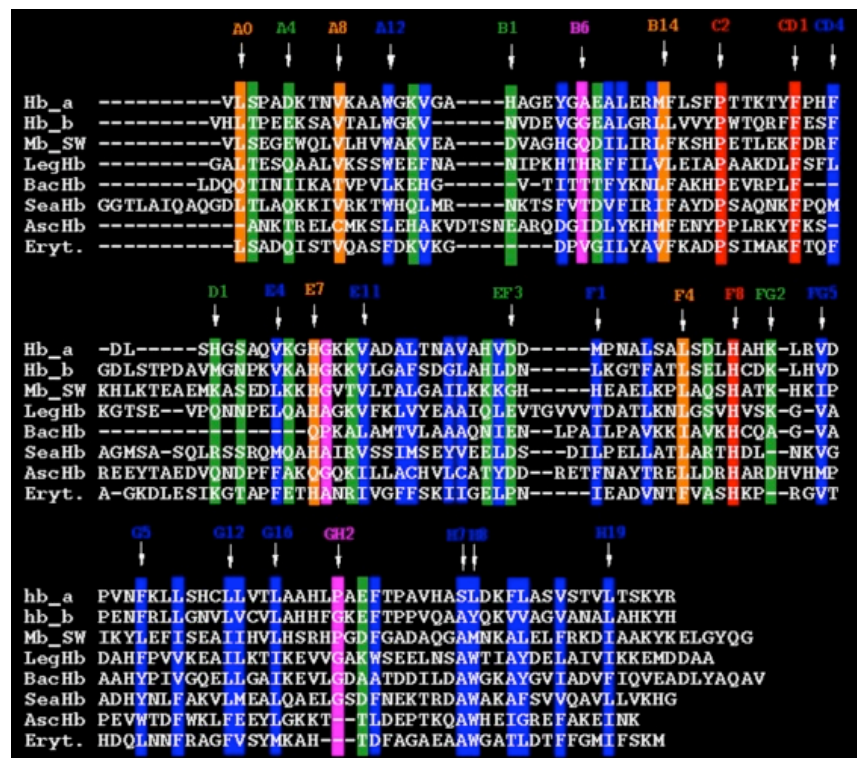 A0 A4 A8 A12 B1 B6 B14 C2 CD1 CD4
Hb_a ----------VLSPADKTNVKAAWGKVGA----HAGEYGAEALERMFLSFPTTKTYFPHF
Hb_b ---------VHLTPEEKSAVTALWGKV------NVDEVGGEALGRLLVVYPWTQRFFESF
Mb_SW ----------VLSEGEWQLVLHVWAKVEA----DVAGHGQDILIRLFKSHPETLEKFDRF
LegHb ---------GALTESQAALVKSSWEEFNA----NIPKHTHRFFILVLEIAPAAKDLFSFL
BacHb --------LDQQTINIIKATVPVLKEHG-----V-TITTTFYKNLFAKHPEVRPLF---
SeaHb GGTLAIQAQGDLTLAQKKIVRKTWHQLMR----NKTSFVTDVFIRIFAYDPSAQNKFPQM
AscHb ------------ANKTRELCMKSLEHAKVDTSNEARQDGIDLYKHMFENYPPLRKYFKS-
Eryt. -----------LSADQISTVQASFDKVKG------DPVGILYAVFKADPSIMAKFTQF
D1 E4 E7 E11 EF3 F1 F4 F8 FG2 FG5
Hb_a -DL-----SHGSAQVKGHGKKVADALTNAVAHVDD-----MPNALSALSDLHAHK-LRVD
Hb_b GDLSTPDAVMGNPKVKAHGKKVLGAFSDGLAHLDN-----LKGTFATLSELHCDK-LHVD
Mb_SW KHLKTEAEMKASEDLKKHGVTVLTALGAILKKKGH-----HEAELKPLAQSHATK-HKIP
LegHb KGTSE--VPQNNPELQAHAGKVFKLVYEAAIQLEVTGVVVTDATLKNLGSVHVSK-G-VA
BacHb -----------------QPKALAMTVLAAAQNIEN--LPAILPAVKKIAVKHCQA-G-VA
SeaHb AGMSA-SQLRSSRQMQAHAIRVSSIMSEYVEELDS--DILPELLATLARTHDL--NKVG
AscHb REEYTAEDVQNDPFFAKQGQKILLACHVLCATYDD--RETFNAYTRELLDRHARDHVHMP
Eryt. A-GKDLESIKGTAPFETHANRIVGFFSKIIGELPN-----IEADVNTFVASHKP--RGVT
G5 G12 G16 GH2 H7 H8 H19
hb_a PVNFKLLSHCLLVTLAAHLPAEFTPAVHASLDKFLASVSTVLTSKYR
hb_b PENFRLLGNVLVCVLAHHFGKEFTPPVQAAYQKVVAGVANALAHKYH
Mb_SW IKYLEFISEAIIHVLHSRHPGDFGADAQGAMNKALELFRKDIAAKYKELGYQG
LegHb DAHFPVVKEAILKTIKEVVGAKWSEELNSAWTIAYDELAIVIKKEMDDAA
BacHb AAHYPIVGQELLGAIKEVLGDAATDDILDAWGKAYGVIADVFIQVEADLYAQAV
SeaHb ADHYNLFAKVLMEALQAELGSDFNEKTRDAWAKAFSVVQAVLLVKHG
AscHb PEVWTDFWKLFEEYLGKKT--TLDEPTKQAWHEIGREFAKEINK
Eryt. HDQLNNFRAGFVSYMKAH---TDFAGAEAAWGATLDTFFGMIFSKM